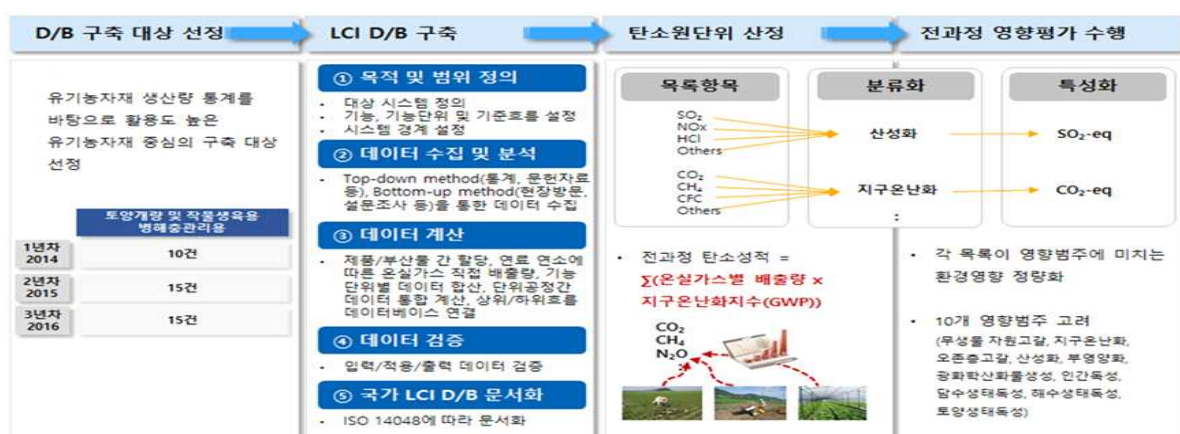 D/B 구축 대상 선정
LCI D/B 구축
탄소원단위 산정
전과정 영향평가 수행
유기농자재 생산량 통계를
바탕으로 활용도 높은
유기농자재 중심의 구축 대상
선정
토양개량 및 작물생육용
병해충관리용
1년차
2014
10건
2년차
2015
15건
3년차
2016
15건
① 목적 및 범위 정의
• 대상 시스템 정의
• 기능, 기능단위 및 기준흐름 설정
• 시스템 경계 설정
② 데이터 수집 및 분석
• Top-down method(통계, 문헌자료
등), Bottom-up method(현장방문,
설문조사 등)을 통한 데이터 수집
③ 데이터 계산
• 제품/부산물 간 할당, 연료 연소에
따른 온실가스 직접 배출량, 기능
단위별 데이터 합산, 단위공정간
데이터 통합 계산, 상위/하위흐름
데이터베이스 연결
④ 데이터 검증
• 입력/적용/출력 데이터 검증
⑤ 국가 LCI D/B 문서화
• ISO 14048에 따라 문서화
목록항목
분류화
특성화
SO₂
NOx
HCl
Others
산성화
SO₂-eq
CO₂
CH₄
CFC
Others
지구온난화
CO₂-eq
:
• 전과정 탄소성적 =
∑(온실가스별 배출량 x
지구온난화지수(GWP))
CO₂
CH₄
N₂O
:
• 각 목록이 영향범주에 미치는
환경영향 정량화
• 10개 영향범주 고려
(무생물 자원고갈, 지구온난화,
오존층고갈, 산성화, 부영양화,
광화학산화물생성, 인간독성,
담수생태독성, 해수생태독성,
토양생태독성)